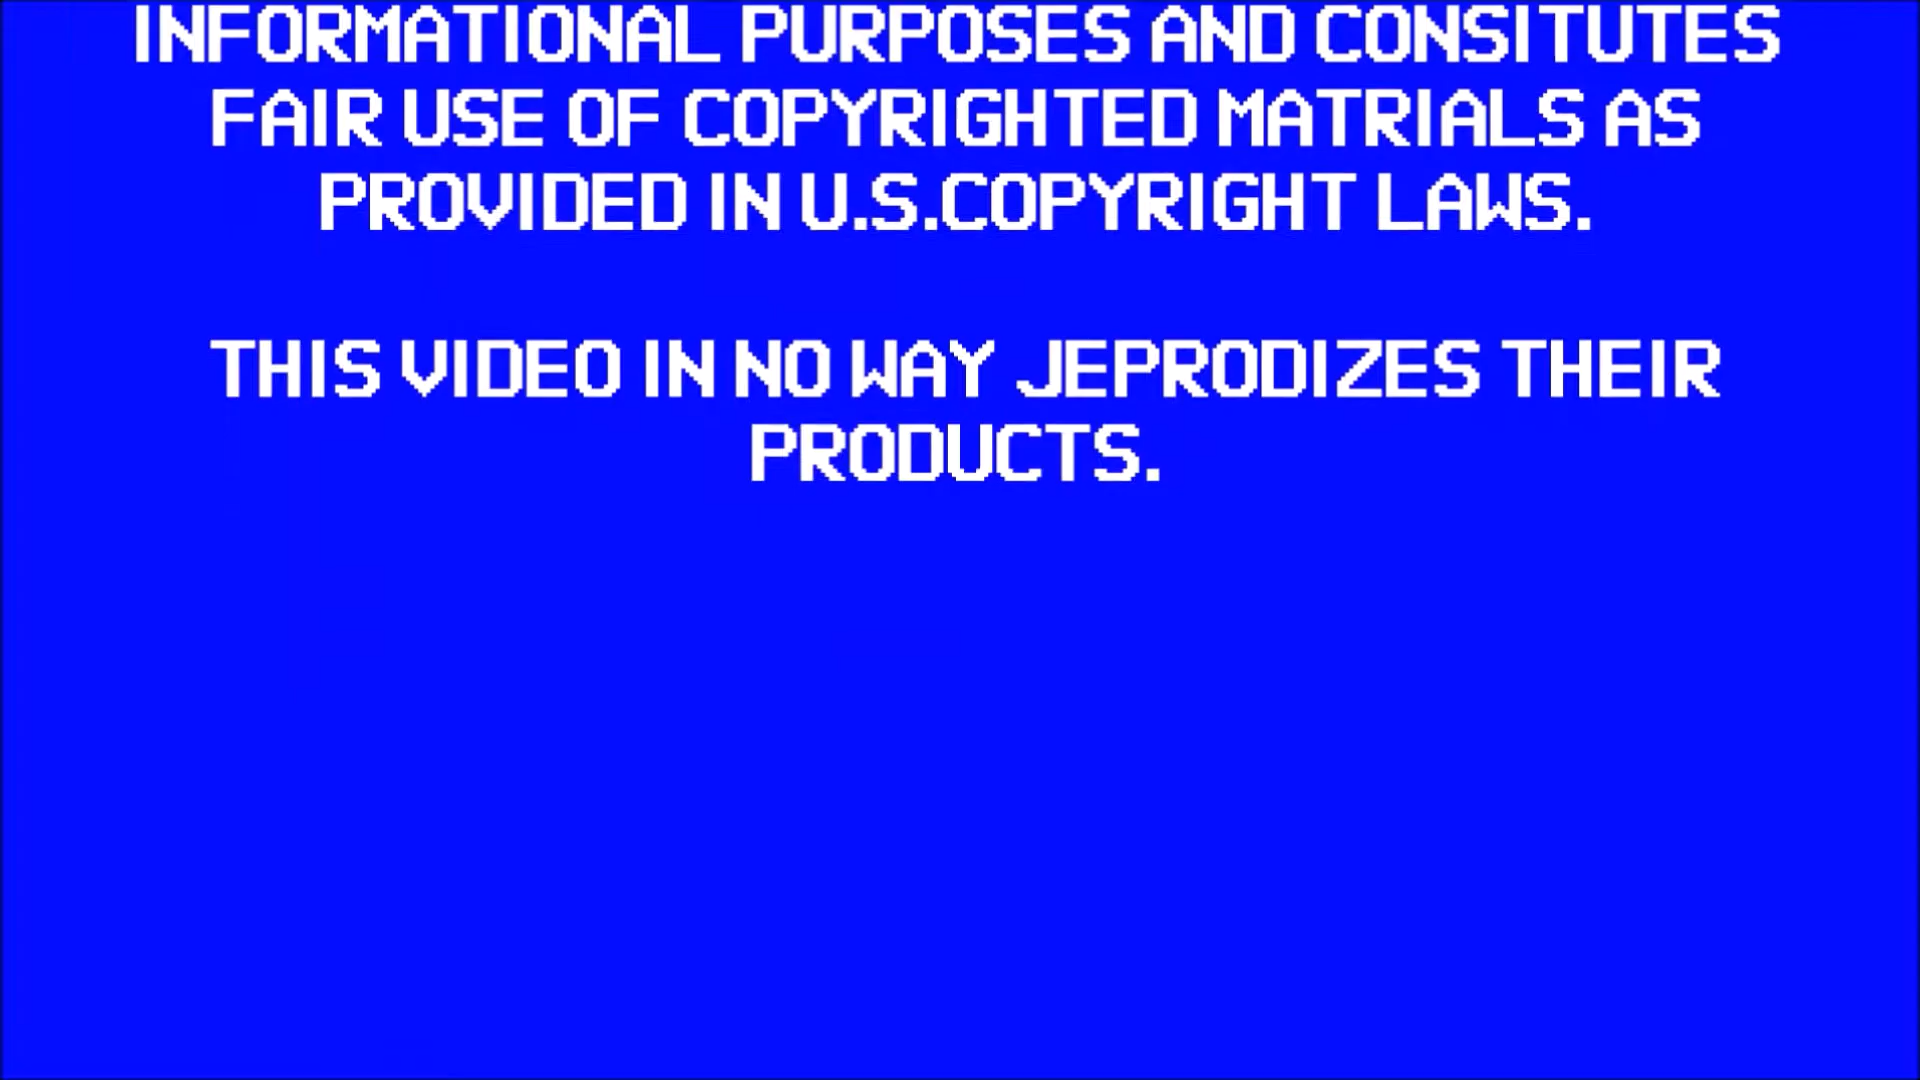 INFORMATIONAL PURPOSES AND CONSITUTES
FAIR USE OF COPYRIGHTED MATRIALS AS
PROVIDED IN U.S.COPYRIGHT LAWS.
THIS VIDEO IN NO WAY JEPRODIZES THEIR
PRODUCTS.